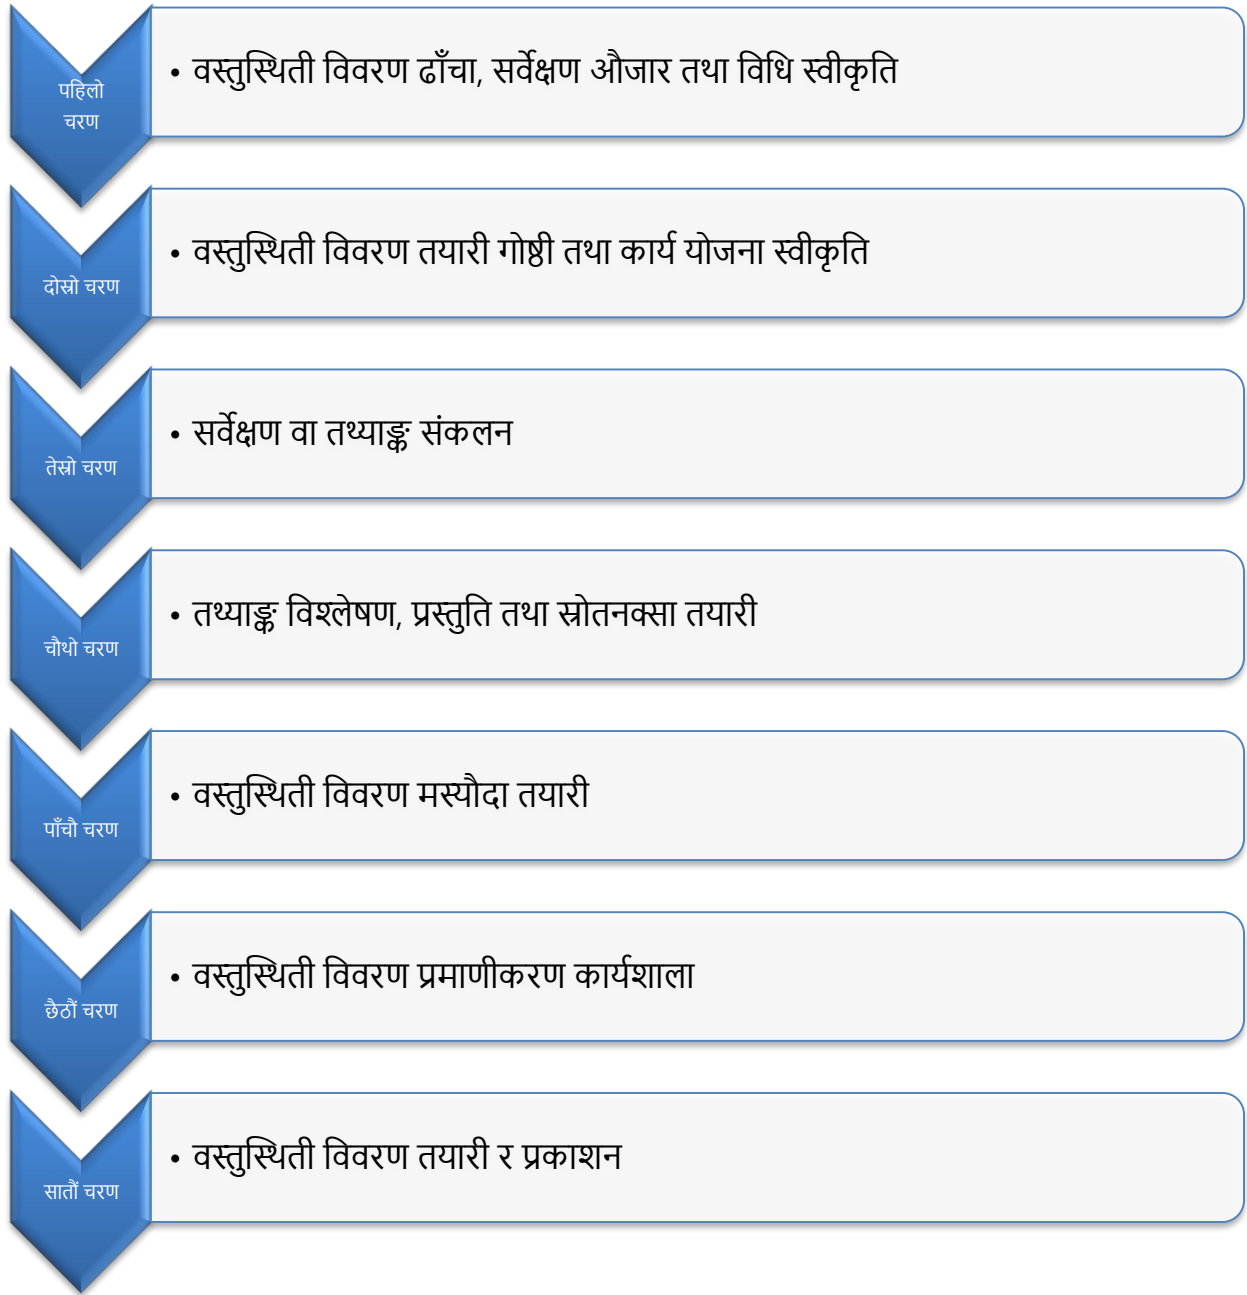 पहिलो
चरण
• वस्तुस्थिती विवरण ढाँचा, सर्वेक्षण औजार तथा विधि स्वीकृति
दोस्रो चरण
• वस्तुस्थिती विवरण तयारी गोष्ठी तथा कार्य योजना स्वीकृति
तेस्रो चरण
• सर्वेक्षण वा तथ्याङ्क संकलन
चौथो चरण
• तथ्याङ्क विश्लेषण, प्रस्तुति तथा स्रोतनक्सा तयारी
पाँचौ चरण
• वस्तुस्थिती विवरण मस्यौदा तयारी
छैठौं चरण
• वस्तुस्थिती विवरण प्रमाणीकरण कार्यशाला
सातौं चरण
• वस्तुस्थिती विवरण तयारी र प्रकाशन